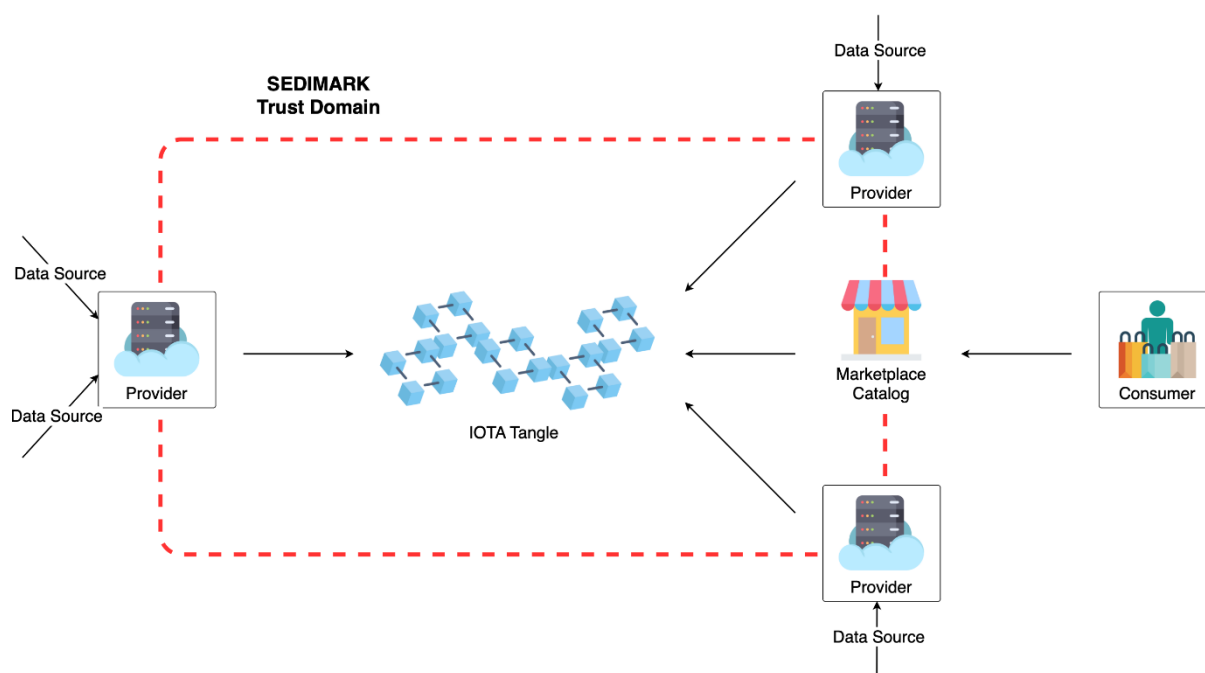 Data Source
SEDIMARK
Trust Domain
Provider
Data Source
Provider
Data Source
IOTA Tangle
Marketplace
Catalog
Consumer
Provider
Data Source